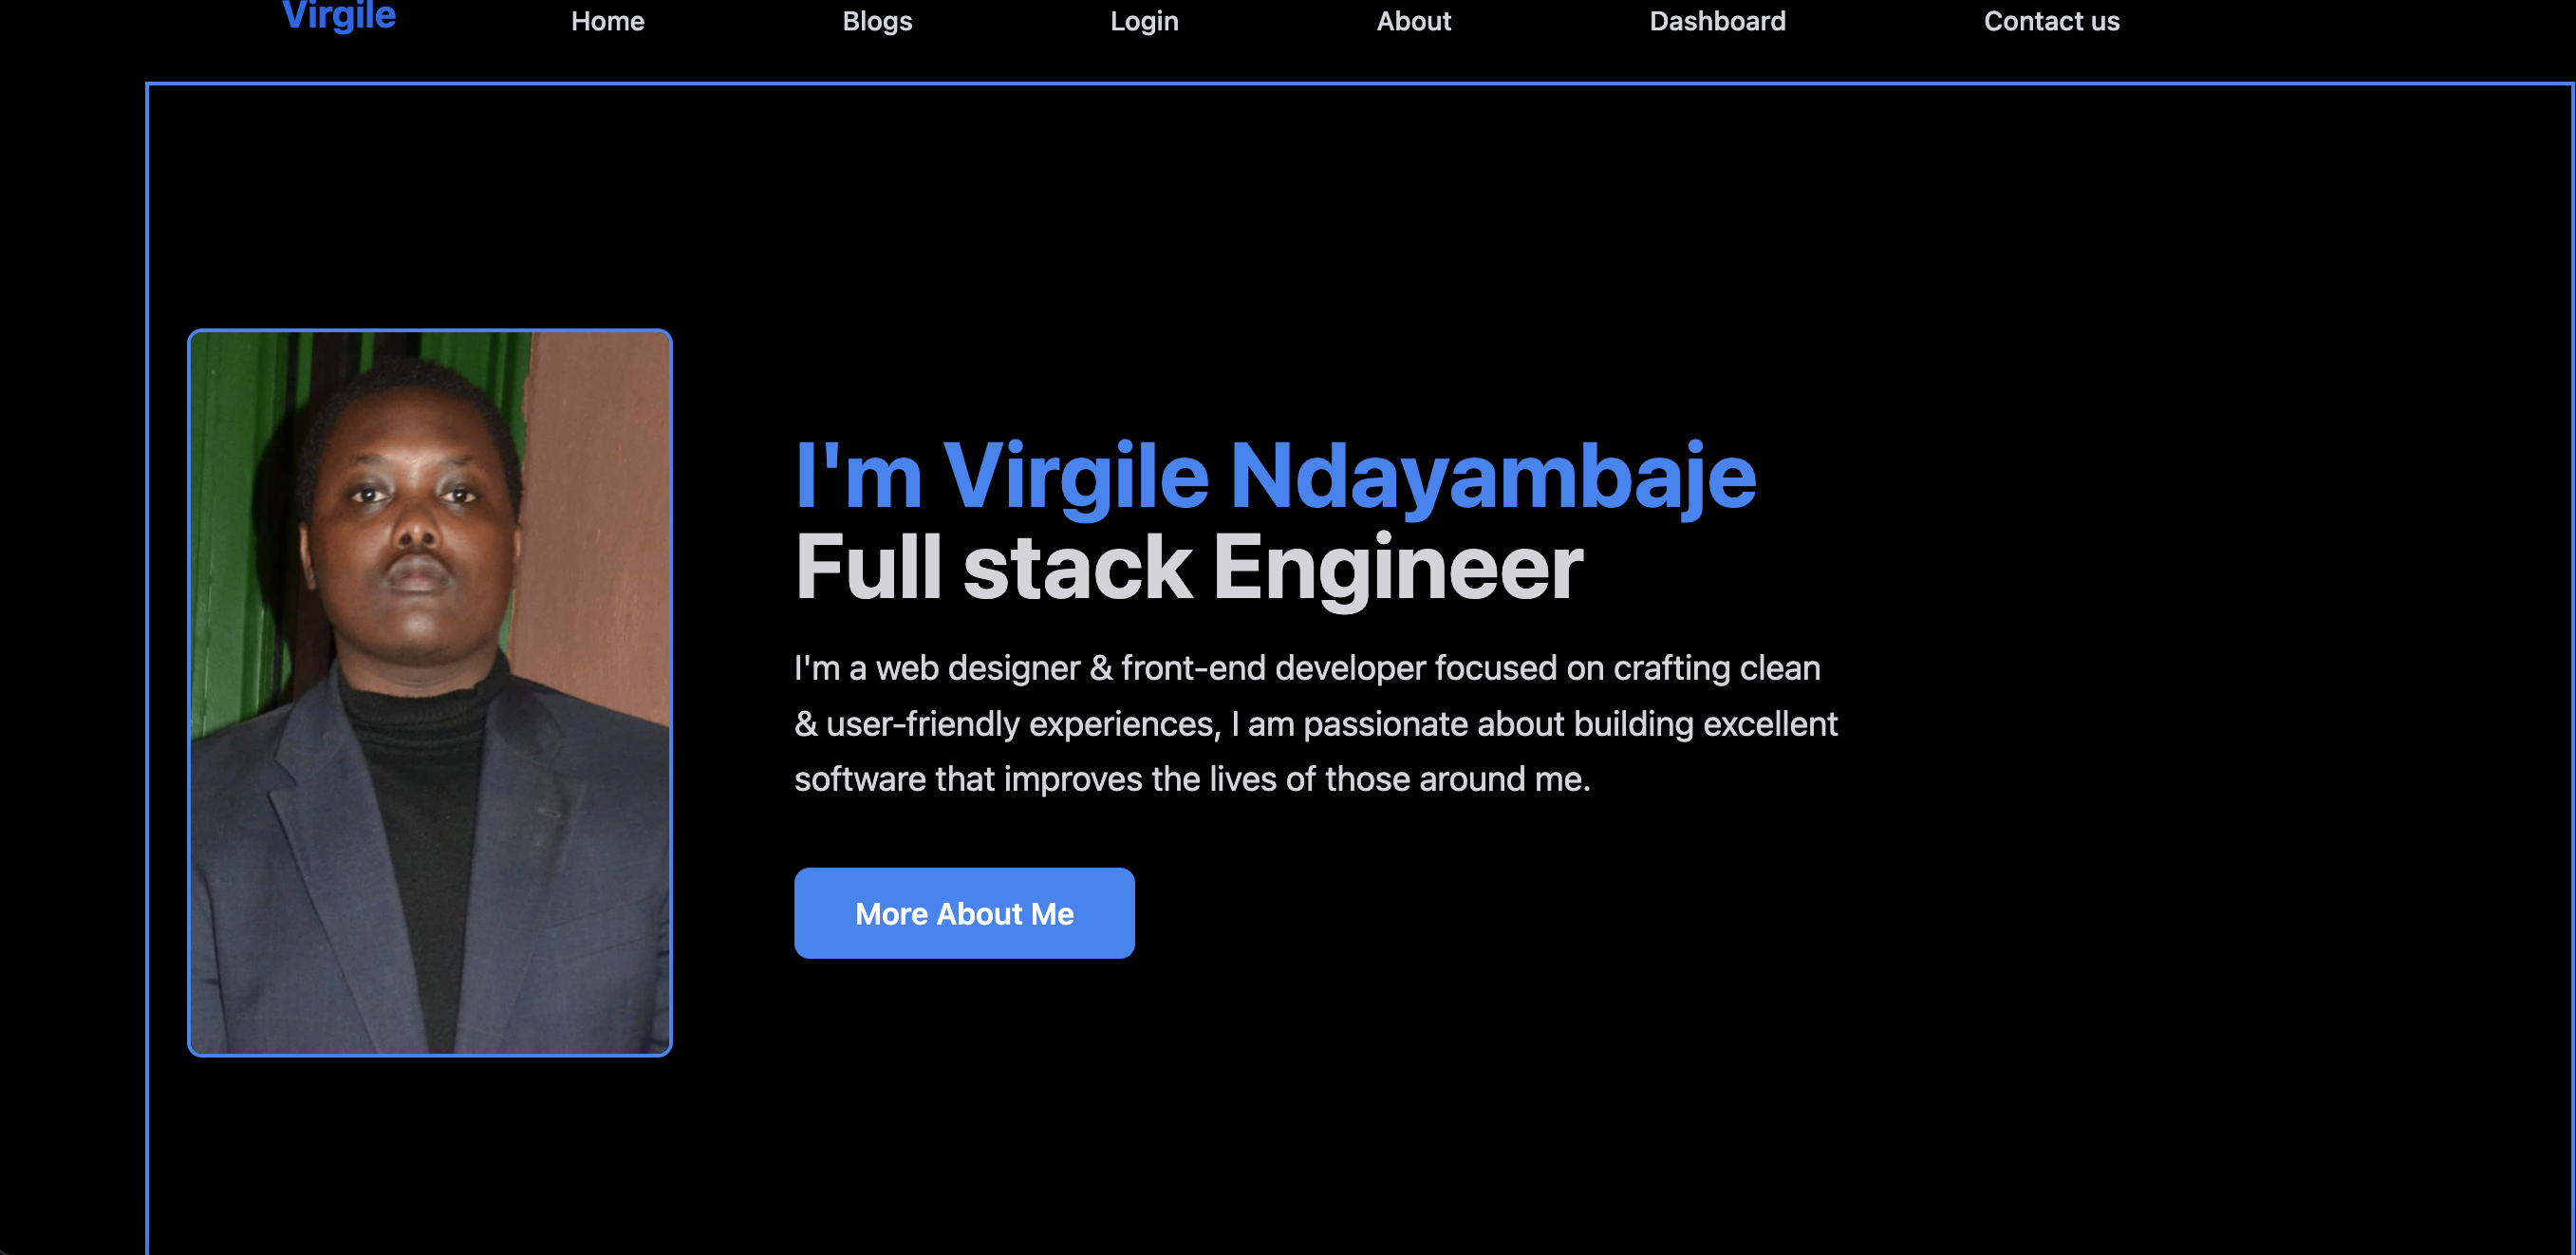 Virgile
Home
Blogs
Login
About
Dashboard
Contact us
I'm Virgile Ndayambaje
Full stack Engineer
I'm a web designer & front-end developer focused on crafting clean
& user-friendly experiences, I am passionate about building excellent
software that improves the lives of those around me.
More About Me